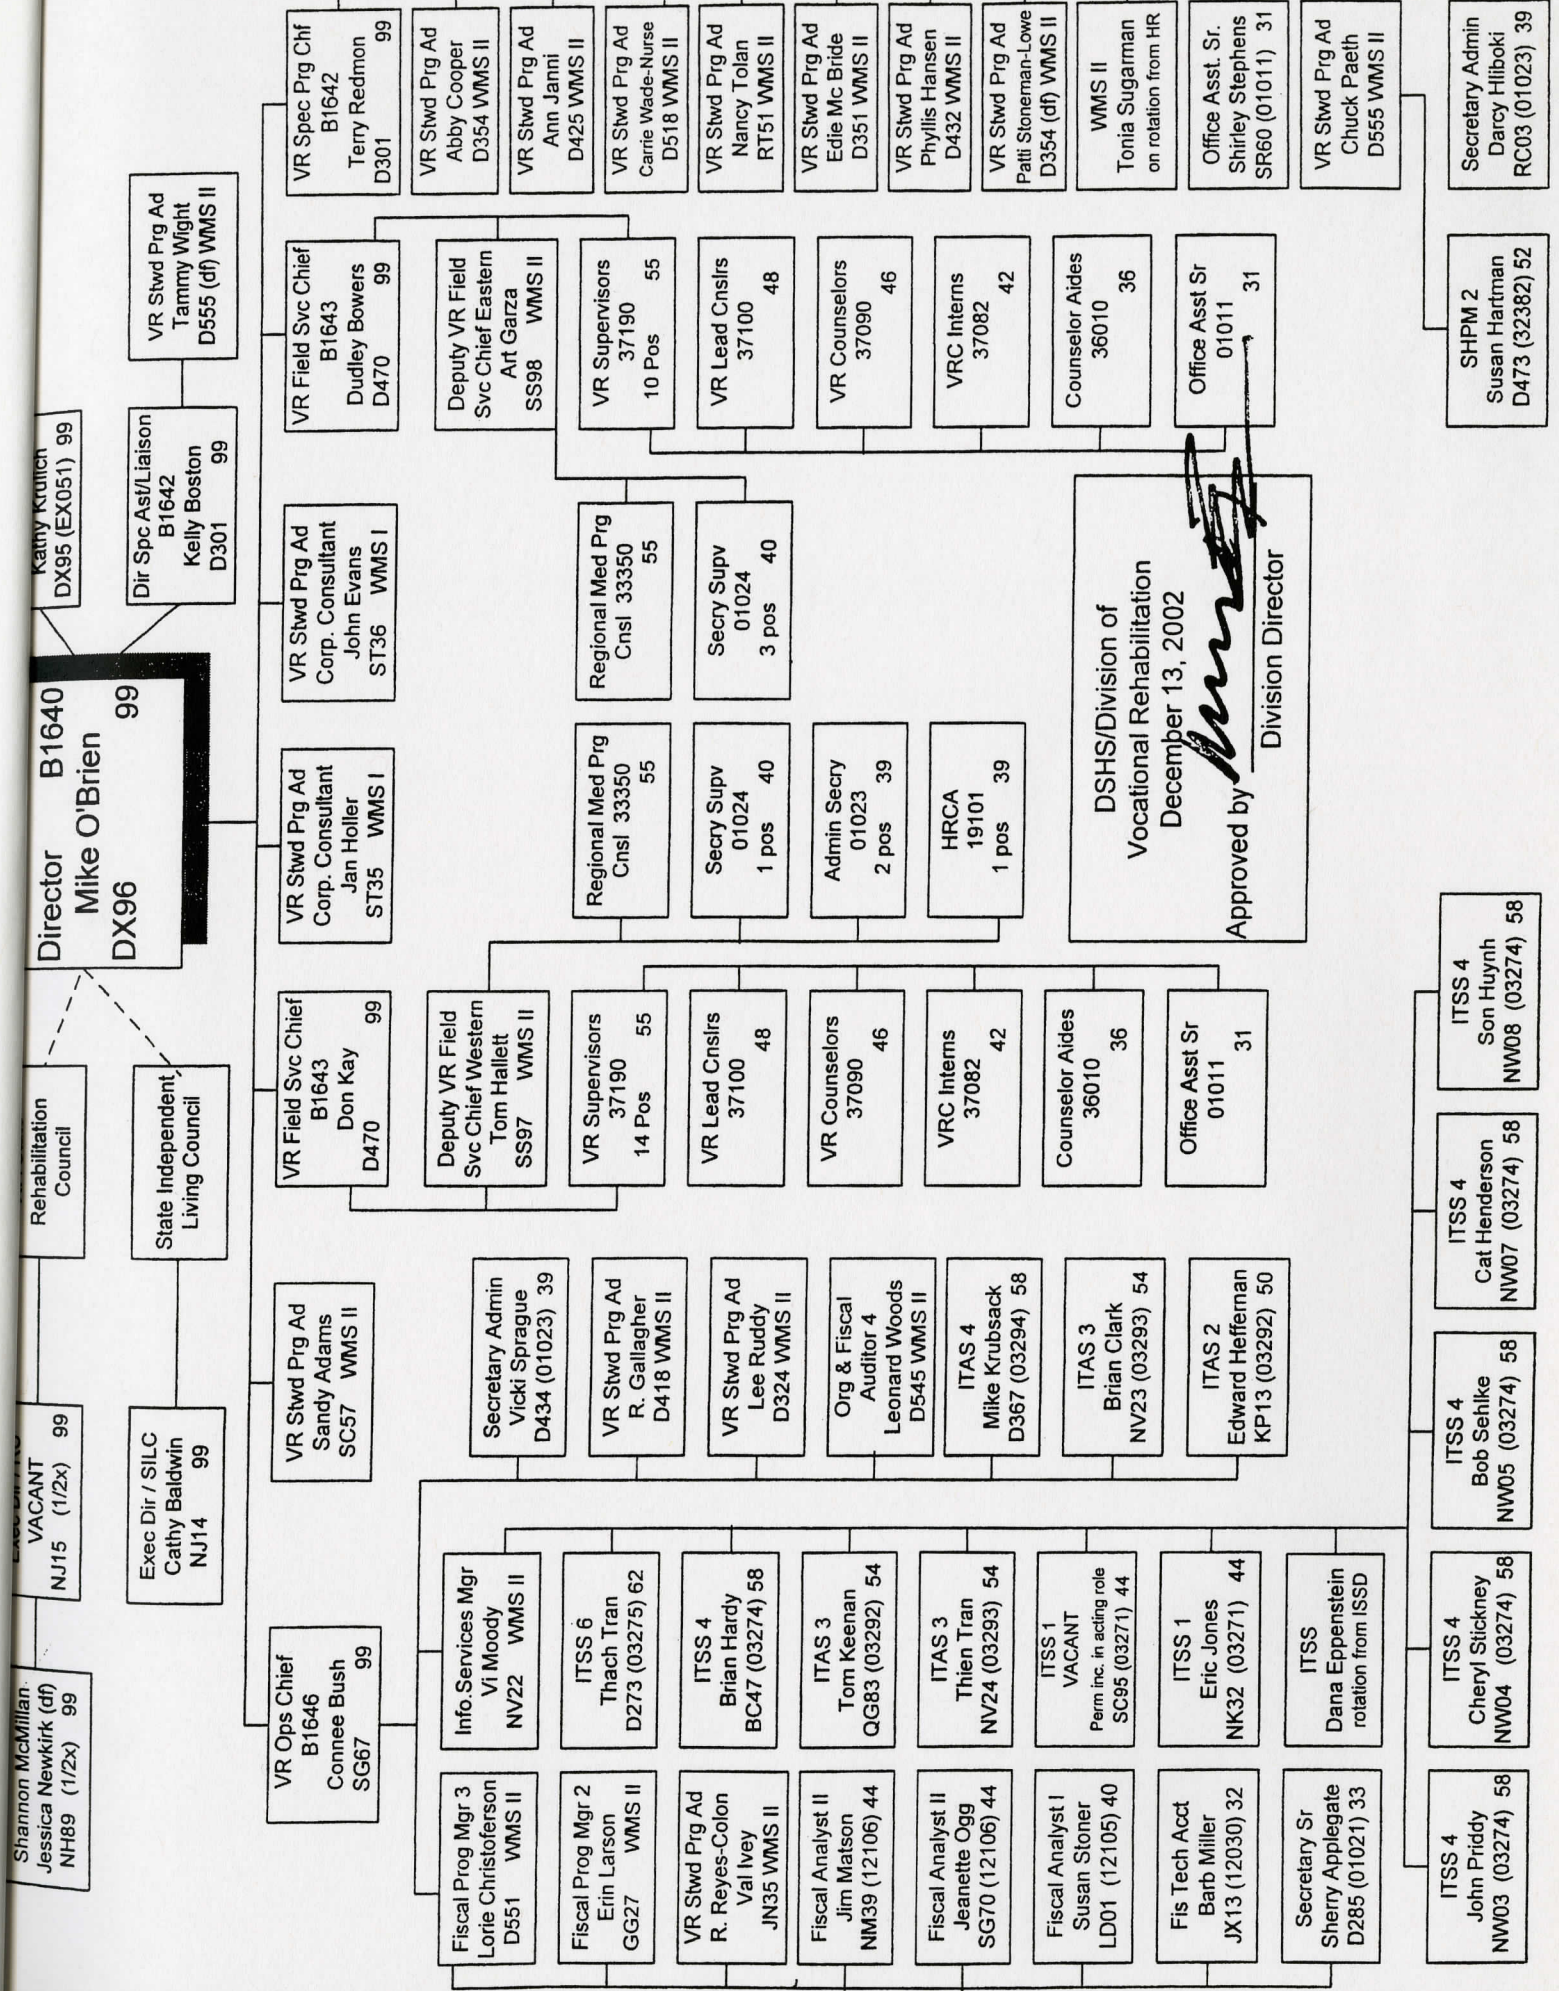 Shannon McMillan
Jessica Newkirk (df)
NH89 (1/2x) 99
VACANT
NJ15 (1/2x) 99
Rehabilitation
Council
Director B1640
Mike O'Brien
DX96 99
Kathy Krulich
DX95 (EX051) 99
Exec Dir / SILC
Cathy Baldwin
NJ14 99
State Independent
Living Council
Dir Spc Ast/Liaison
B1642
Kelly Boston
D301 99
VR Stwd Prg Ad
Tammy Wight
D555 (df) WMS II
VR Ops Chief
B1646
Connee Bush
SG67 99
VR Stwd Prg Ad
Sandy Adams
SC57 WMS II
VR Field Svc Chief
B1643
Don Kay
D470 99
VR Stwd Prg Ad
Corp. Consultant
Jan Holler
ST35 WMS I
VR Stwd Prg Ad
Corp. Consultant
John Evans
ST36 WMS I
VR Field Svc Chief
B1643
Dudley Bowers
D470 99
VR Spec Prg Chf
B1642
Terry Redmon
D301 99
Fiscal Prog Mgr 3
Lorie Christoferson
D551 WMS II
Fiscal Prog Mgr 2
Erin Larson
GG27 WMS II
VR Stwd Prg Ad
R. Reyes-Colon
Val Ivey
JN35 WMS II
Fiscal Analyst II
Jim Matson
NM39 (12106) 44
Fiscal Analyst II
Jeanette Ogg
SG70 (12106) 44
Fiscal Analyst I
Susan Stoner
LD01 (12105) 40
Fis Tech Acct
Barb Miller
JX13 (12030) 32
Secretary Sr
Sherry Applegate
D285 (01021) 33
Info.Services Mgr
Vi Moody
NV22 WMS II
ITSS 6
Thach Tran
D273 (03275) 62
ITSS 4
Brian Hardy
BC47 (03274) 58
ITAS 3
Tom Keenan
QG83 (03292) 54
ITAS 3
Thien Tran
NV24 (03293) 54
ITSS 1
VACANT
Perm inc. in acting role
SC95 (03271) 44
ITSS 1
Eric Jones
NK32 (03271) 44
ITSS
Dana Eppenstein
rotation from ISSD
Secretary Admin
Vicki Sprague
D434 (01023) 39
VR Stwd Prg Ad
R. Gallagher
D418 WMS II
VR Stwd Prg Ad
Lee Ruddy
D324 WMS II
Org & Fiscal
Auditor 4
Leonard Woods
D545 WMS II
ITAS 4
Mike Krubsack
D367 (03294) 58
ITAS 3
Brian Clark
NV23 (03293) 54
ITAS 2
Edward Heffernan
KP13 (03292) 50
Deputy VR Field
Svc Chief Western
Tom Hallett
SS97 WMS II
VR Supervisors
37190
14 Pos 55
VR Lead Cnslrs
37100
48
VR Counselors
37090
46
VRC Interns
37082
42
Counselor Aides
36010
36
Office Asst Sr
01011
31
Regional Med Prg
Cnsl 33350
55
Secry Supv
01024
1 pos 40
Admin Secry
01023
2 pos 39
HRCA
19101
1 pos 39
Regional Med Prg
Cnsl 33350
55
Secry Supv
01024
3 pos 40
Deputy VR Field
Svc Chief Eastern
Art Garza
SS98 WMS II
VR Supervisors
37190
10 Pos 55
VR Lead Cnslrs
37100
48
VR Counselors
37090
46
VRC Interns
37082
42
Counselor Aides
36010
36
Office Asst Sr
01011
31
VR Stwd Prg Ad
Abby Cooper
D354 WMS II
VR Stwd Prg Ad
Ann Janni
D425 WMS II
VR Stwd Prg Ad
Carrie Wade-Nurse
D518 WMS II
VR Stwd Prg Ad
Nancy Tolan
RT51 WMS II
VR Stwd Prg Ad
Edie Mc Bride
D351 WMS II
VR Stwd Prg Ad
Phyllis Hansen
D432 WMS II
VR Stwd Prg Ad
Patti Stoneman-Lowe
D354 (df) WMS II
WMS II
Tonia Sugarman
on rotation from HR
Office Asst. Sr.
Shirley Stephens
SR60 (01011) 31
VR Stwd Prg Ad
Chuck Paeth
D555 WMS II
SHPM 2
Susan Hartman
D473 (32382) 52
Secretary Admin
Darcy Hliboki
RC03 (01023) 39
DSHS/Division of
Vocational Rehabilitation
December 13, 2002
Approved by
Division Director
ITSS 4
John Priddy
NW03 (03274) 58
ITSS 4
Cheryl Stickney
NW04 (03274) 58
ITSS 4
Bob Sehlke
NW05 (03274) 58
ITSS 4
Cat Henderson
NW07 (03274) 58
ITSS 4
Son Huynh
NW08 (03274) 58